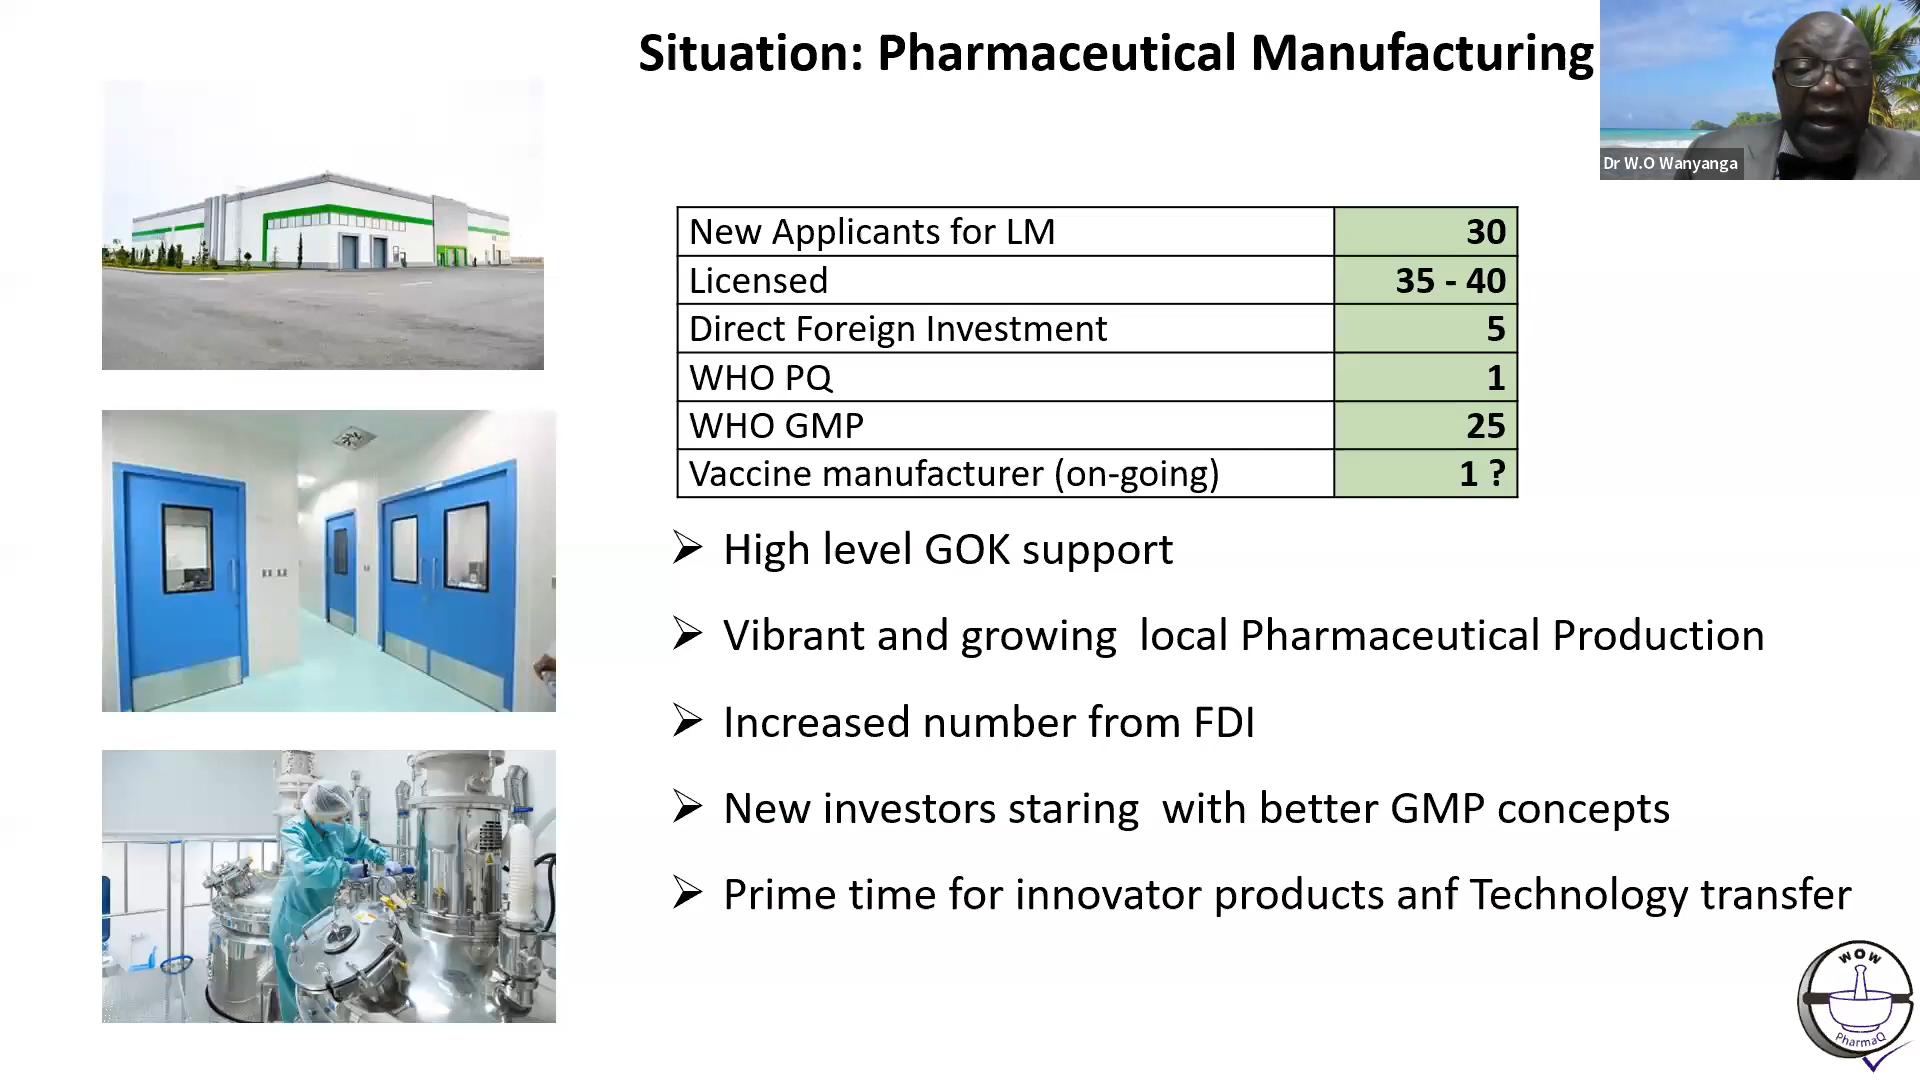 Situation: Pharmaceutical Manufacturing
Dr W.O Wanyanga
New Applicants for LM 30
Licensed 35 - 40
Direct Foreign Investment 5
WHO PQ 1
WHO GMP 25
Vaccine manufacturer (on-going) 1 ?
➢ High level GOK support
➢ Vibrant and growing local Pharmaceutical Production
➢ Increased number from FDI
➢ New investors staring with better GMP concepts
➢ Prime time for innovator products anf Technology transfer
WOW
PharmaQ